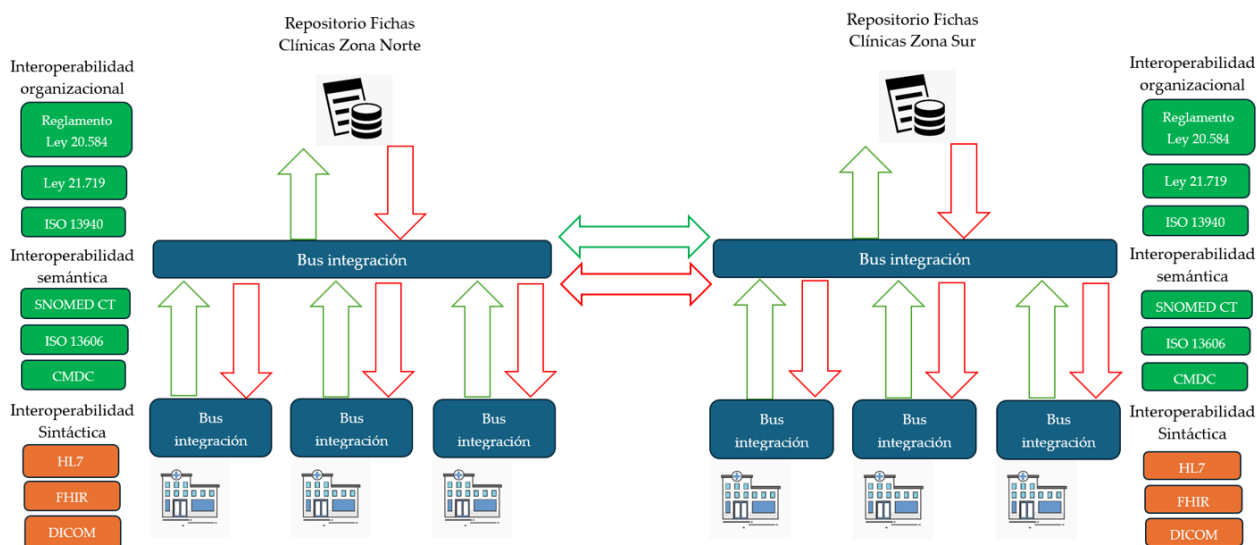 Repositorio Fichas
Clínicas Zona Norte
Interoperabilidad
organizacional
Reglamento
Ley 20.584
Ley 21.719
ISO 13940
Interoperabilidad
semántica
SNOMED CT
ISO 13606
CMDC
Interoperabilidad
Sintáctica
HL7
FHIR
DICOM
Bus integración
Bus
integración
Bus
integración
Bus
integración
Repositorio Fichas
Clínicas Zona Sur
Bus integración
Bus
integración
Bus
integración
Bus
integración
Interoperabilidad
organizacional
Reglamento
Ley 20.584
Ley 21.719
ISO 13940
Interoperabilidad
semántica
SNOMED CT
ISO 13606
CMDC
Interoperabilidad
Sintáctica
HL7
FHIR
DICOM